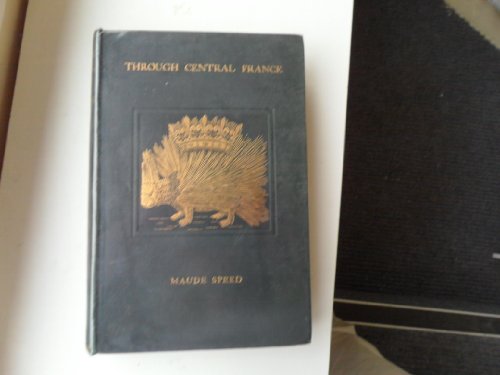 THROUGH CENTRAL FRANCE
MAUDE SPEED